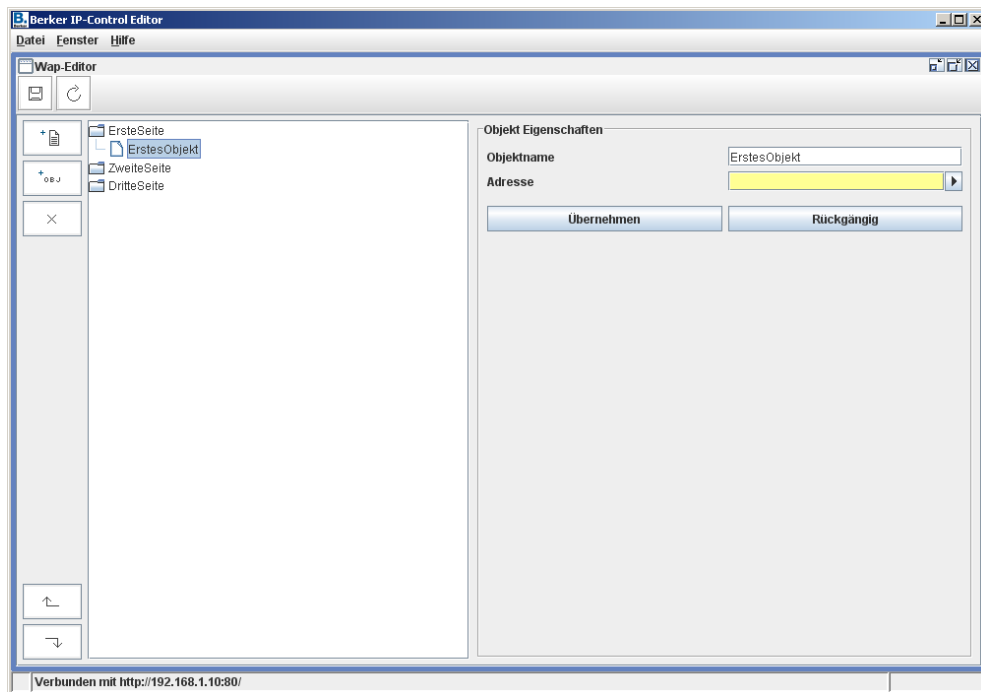 B. Berker Berker IP-Control Editor
Datei Fenster Hilfe
Wap-Editor
ErsteSeite
ErstesObjekt
ZweiteSeite
DritteSeite
+
+OBJ
Objekt Eigenschaften
Objektname ErstesObjekt
Adresse
Übernehmen Rückgängig
Verbunden mit http://192.168.1.10:80/